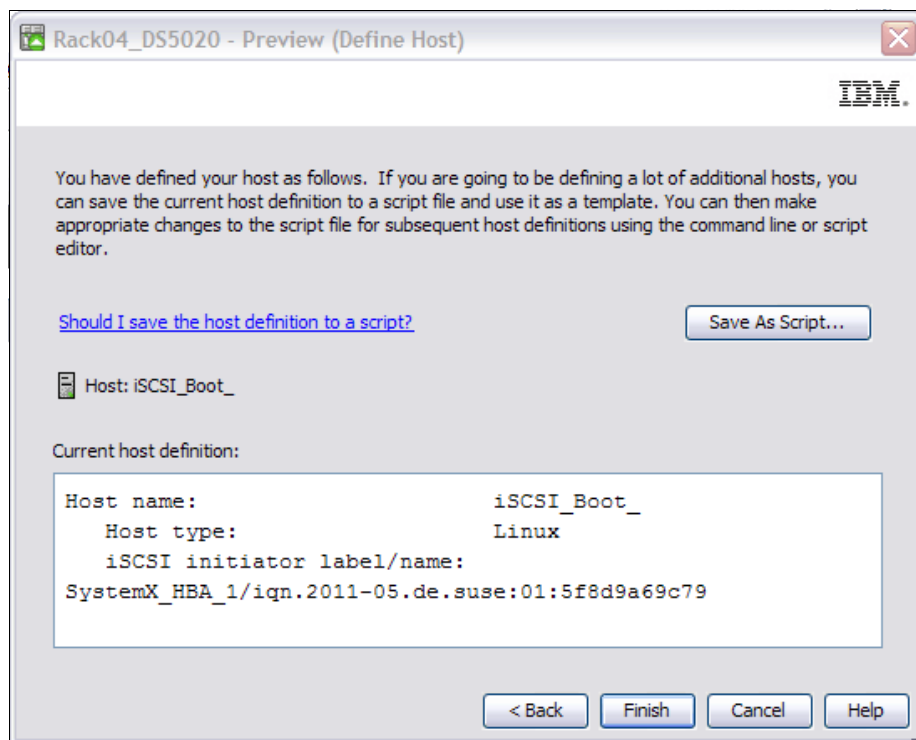 Rack04_DS5020 - Preview (Define Host)
IBM.
You have defined your host as follows. If you are going to be defining a lot of additional hosts, you
can save the current host definition to a script file and use it as a template. You can then make
appropriate changes to the script file for subsequent host definitions using the command line or script
editor.
Should I save the host definition to a script?
Save As Script...
Host: iSCSI_Boot_
Current host definition:
Host name: iSCSI_Boot_
Host type: Linux
iSCSI initiator label/name:
SystemX_HBA_1/iqn.2011-05.de.suse:01:5f8d9a69c79
< Back Finish Cancel Help